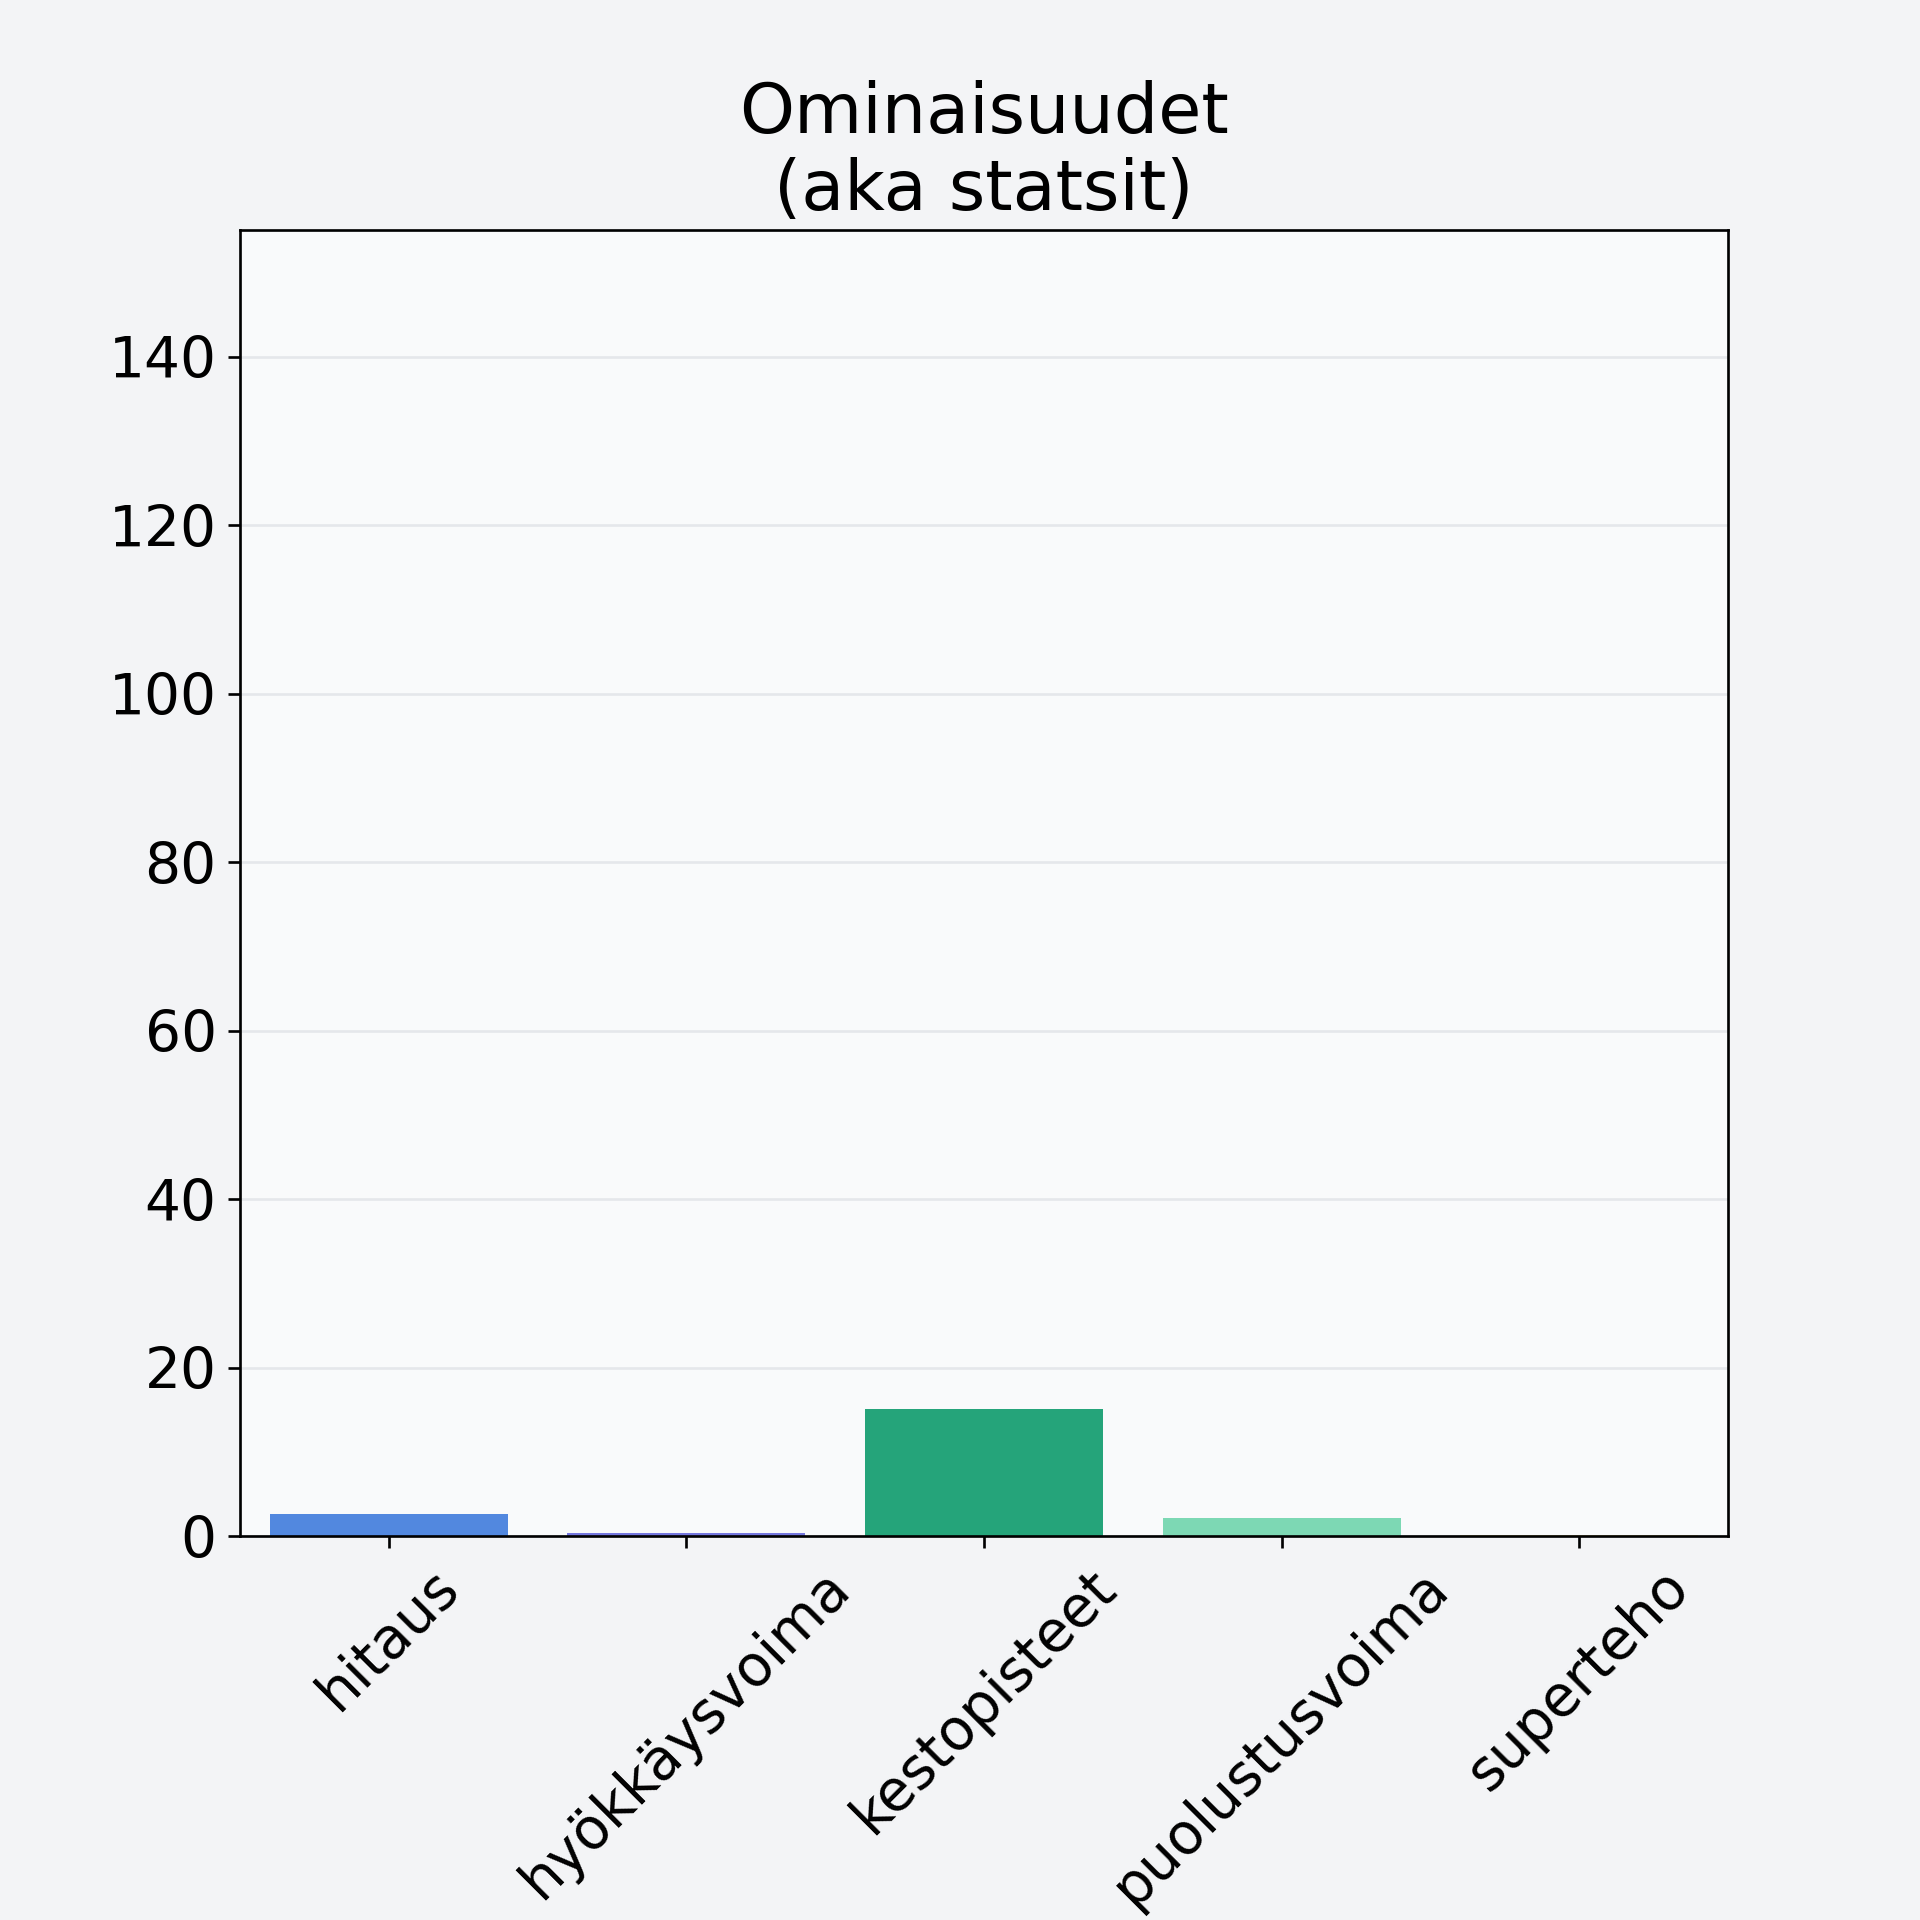 Ominaisuudet
(aka statsit)
140
120
100
80
60
40
20
0
hitaus
hyökkäysvoima
kestopisteet
puolustusvoima
superteho